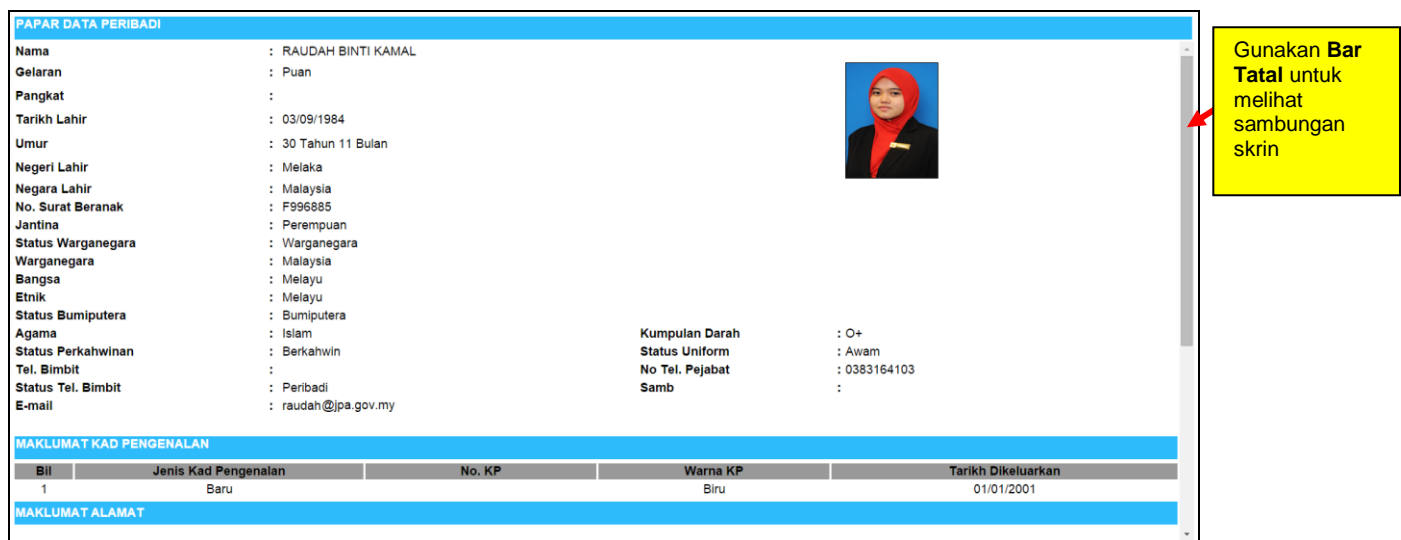 PAPAR DATA PERIBADI
Nama : RAUDAH BINTI KAMAL
Gelaran : Puan
Pangkat :
Tarikh Lahir : 03/09/1984
Umur : 30 Tahun 11 Bulan
Negeri Lahir : Melaka
Negara Lahir : Malaysia
No. Surat Beranak : F996885
Jantina : Perempuan
Status Warganegara : Warganegara
Warganegara : Malaysia
Bangsa : Melayu
Etnik : Melayu
Status Bumiputera : Bumiputera
Agama : Islam Kumpulan Darah : O+
Status Perkahwinan : Berkahwin Status Uniform : Awam
Tel. Bimbit : No Tel. Pejabat : 0383164103
Status Tel. Bimbit : Peribadi Samb :
E-mail : raudah@jpa.gov.my
MAKLUMAT KAD PENGENALAN
Bil Jenis Kad Pengenalan No. KP Warna KP Tarikh Dikeluarkan
1 Baru Biru 01/01/2001
MAKLUMAT ALAMAT
Gunakan Bar
Tatal untuk
melihat
sambungan
skrin